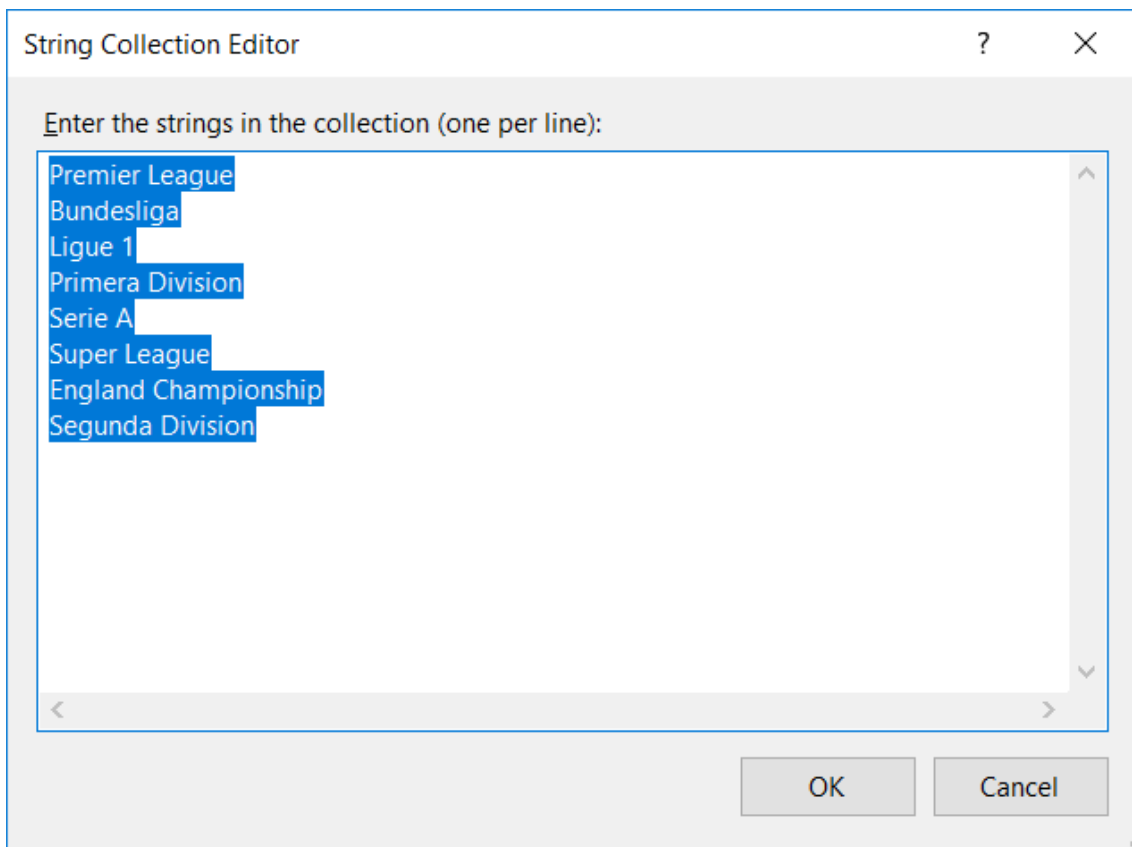 String Collection Editor
?
Enter the strings in the collection (one per line):
Premier League
Bundesliga
Ligue 1
Primera Division
Serie A
Super League
England Championship
Segunda Division
OK
Cancel